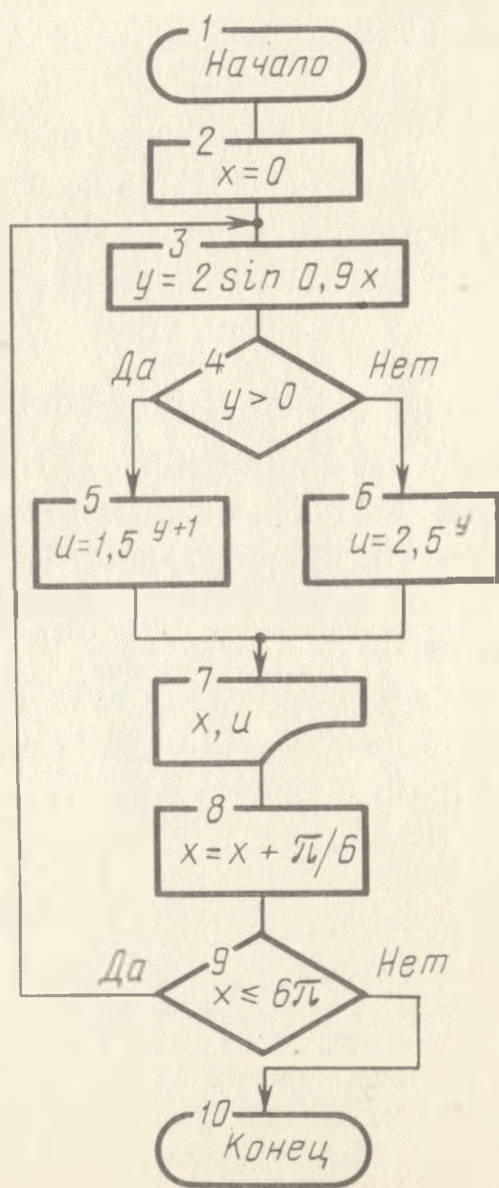 1
Начало
2
x = 0
3
y = 2 sin 0,9x
4
Да
Нет
y > 0
5
u = 1,5 y+1
6
u = 2,5 y
7
x, u
8
x = x + π/6
9
Да
Нет
x ≤ 6π
10
Конец